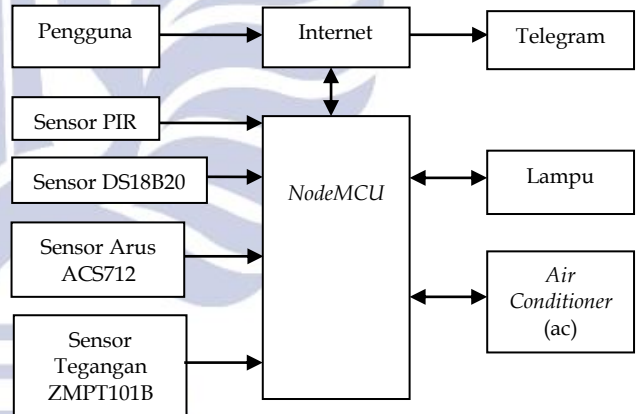 Pengguna
Internet
Telegram
Sensor PIR
Sensor DS18B20
Sensor Arus
ACS712
Sensor
Tegangan
ZMPT101B
NodeMCU
Lampu
Air
Conditioner
(ac)